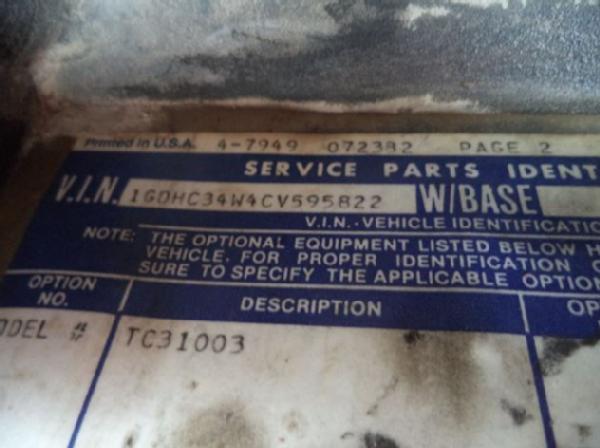 Printed in U.S.A. 4-7949 072382 PAGE 2
SERVICE PARTS IDENT
V.I.N. 1GDHC34W4CV595822 W/BASE
V.I.N.-VEHICLE IDENTIFICATIO
NOTE: THE OPTIONAL EQUIPMENT LISTED BELOW H
VEHICLE. FOR PROPER IDENTIFICATION O
SURE TO SPECIFY THE APPLICABLE OPTION
OPTION NO. DESCRIPTION OP
ODEL TC31003